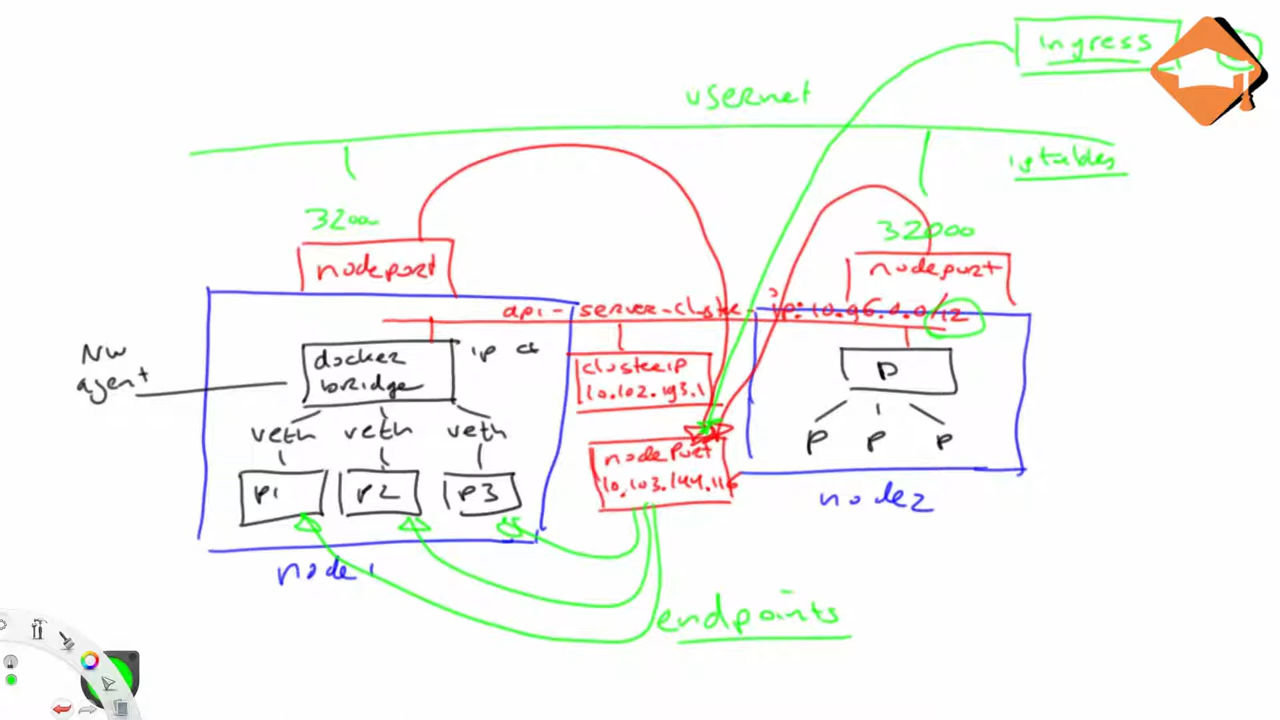 ingress
usernet
iptables
32000
32000
nodeport
nodeport
api-server-cluster-ip:10.96.0.0/12
NW
agent
docker
bridge
ip
clusterip
10.102.193.1
p
veth veth veth
p p p
nodePort
10.103.144.116
p1 p2 p3
node2
node1
endpoints